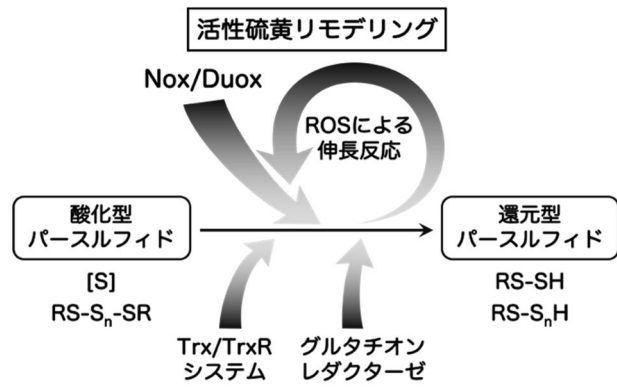 活性硫黄リモデリング
Nox/Duox
ROSによる
伸長反応
酸化型
パースルフィド
還元型
パースルフィド
[S]
RS-Sn-SR
RS-SH
RS-SnH
Trx/TrxR
システム
グルタチオン
レダクターゼ